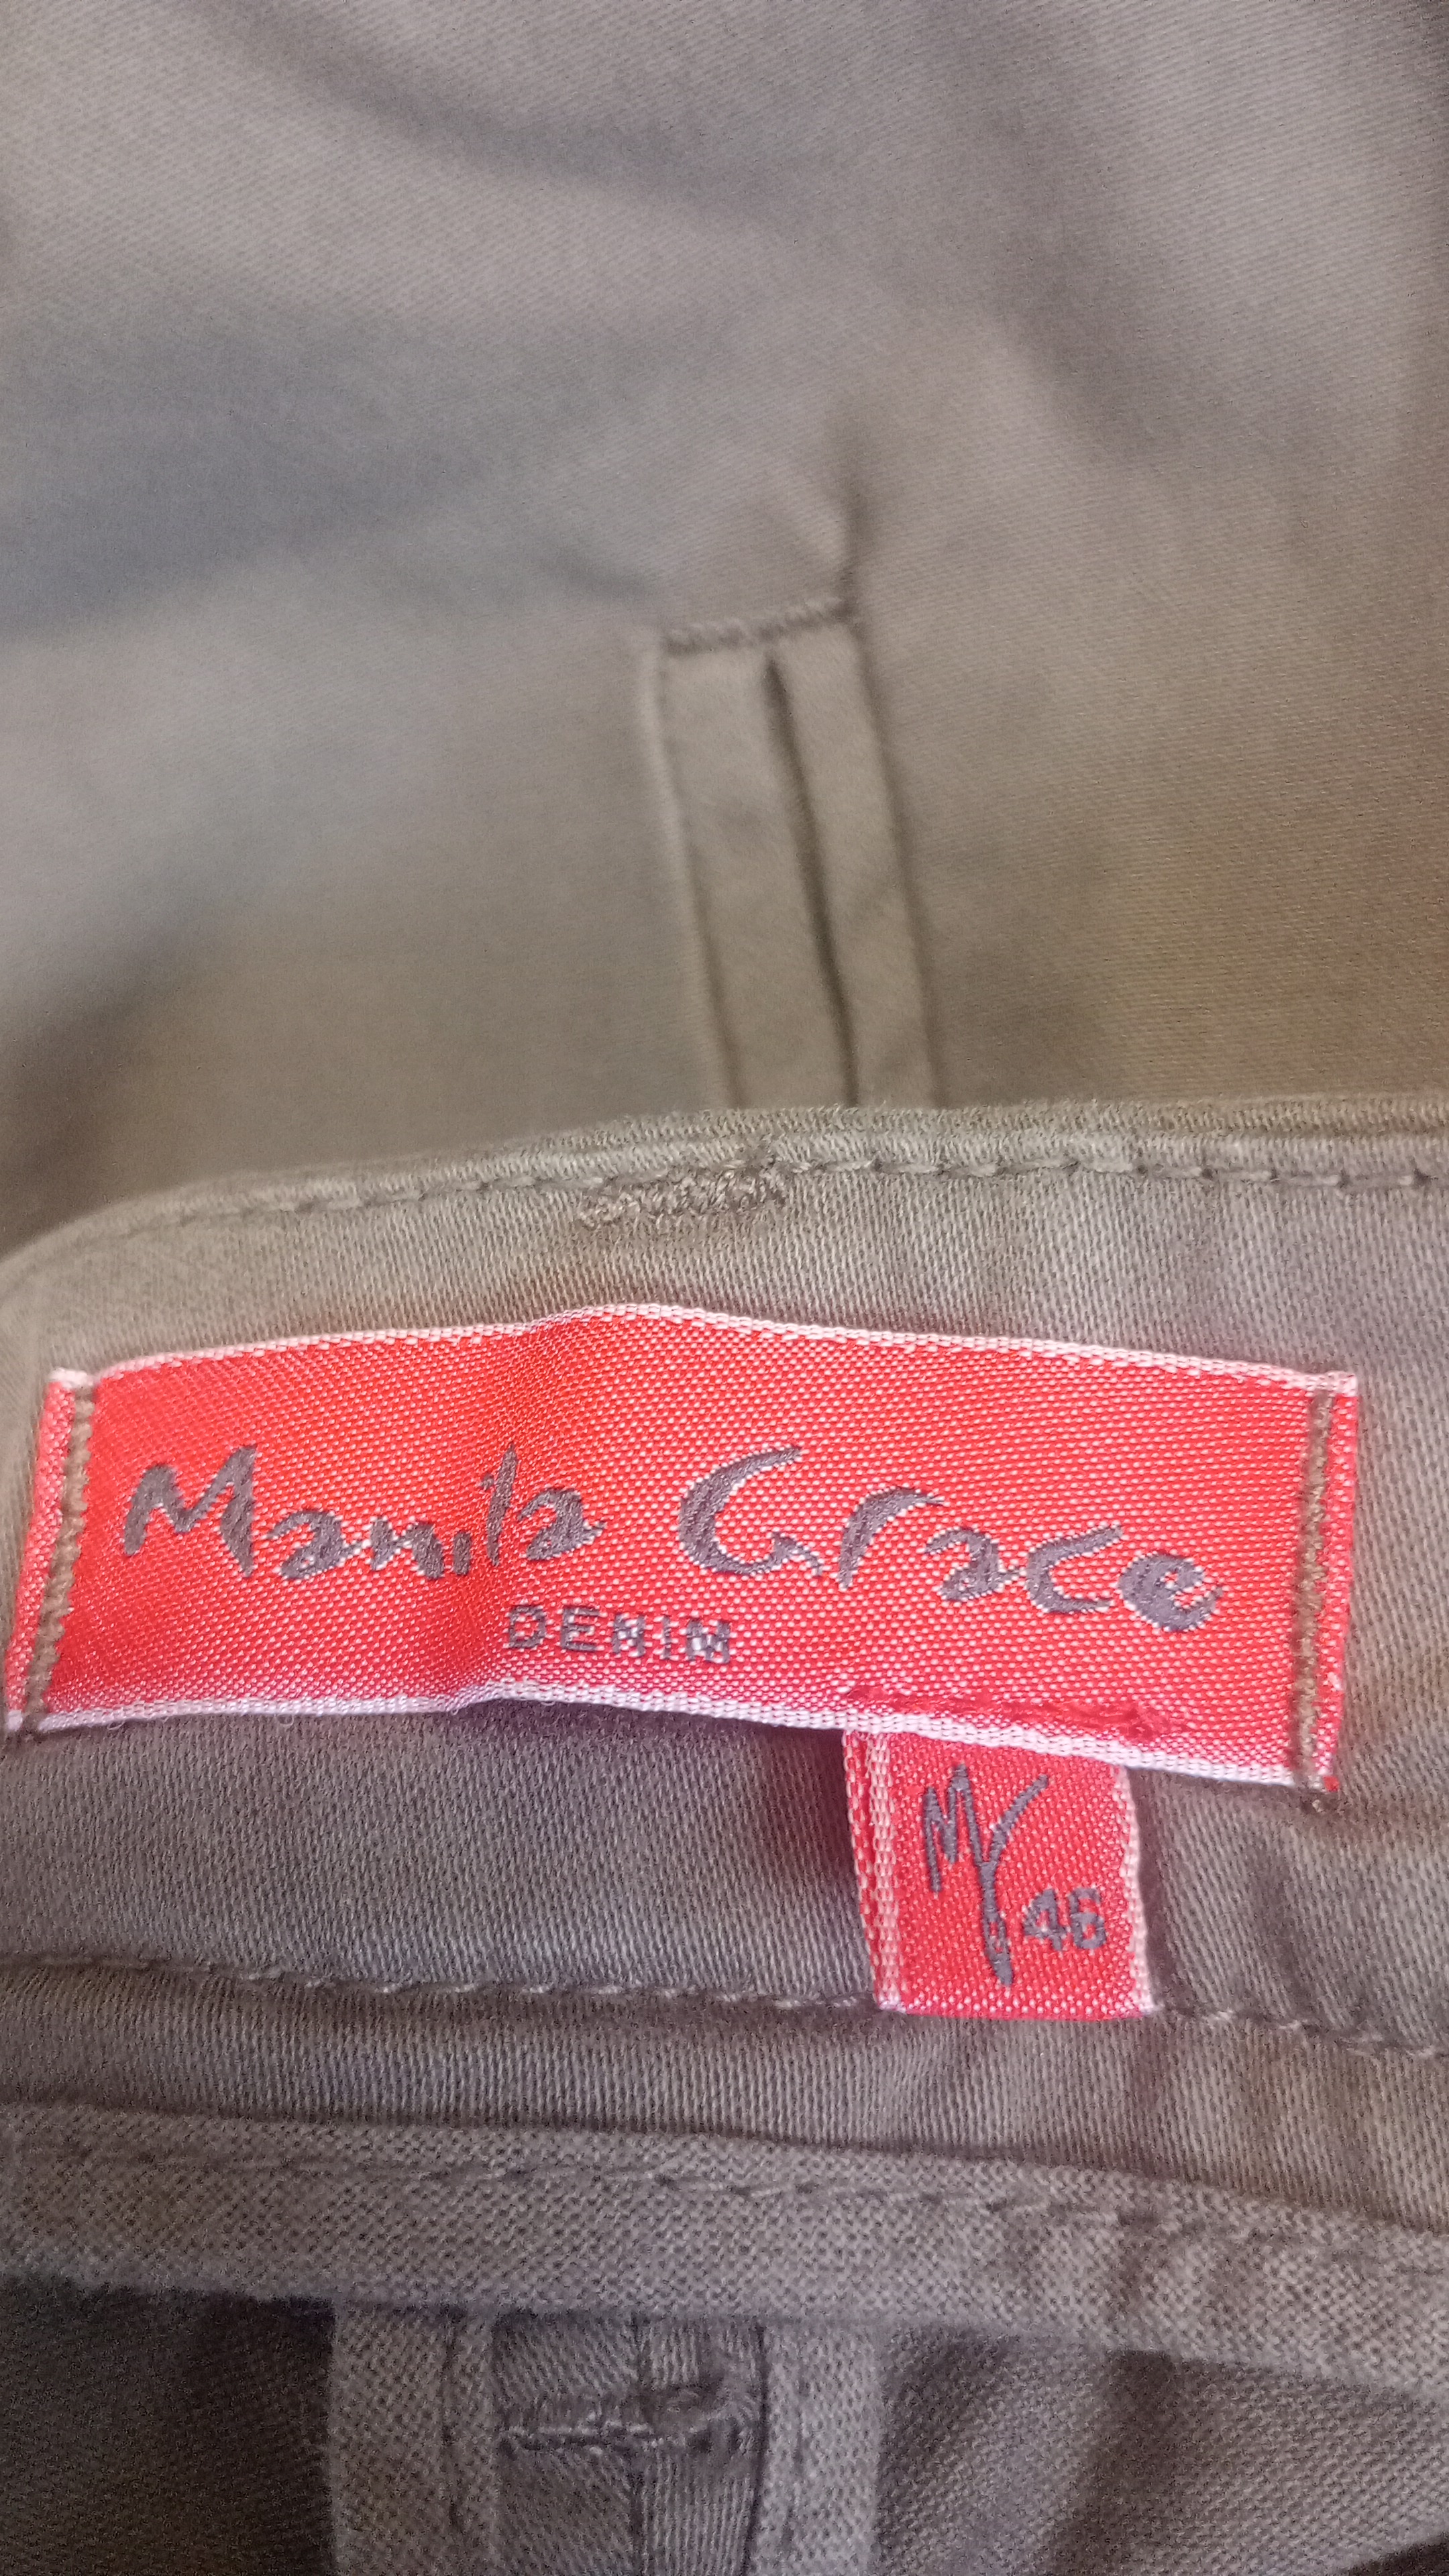 Manila Grace
DENIM
MG
46